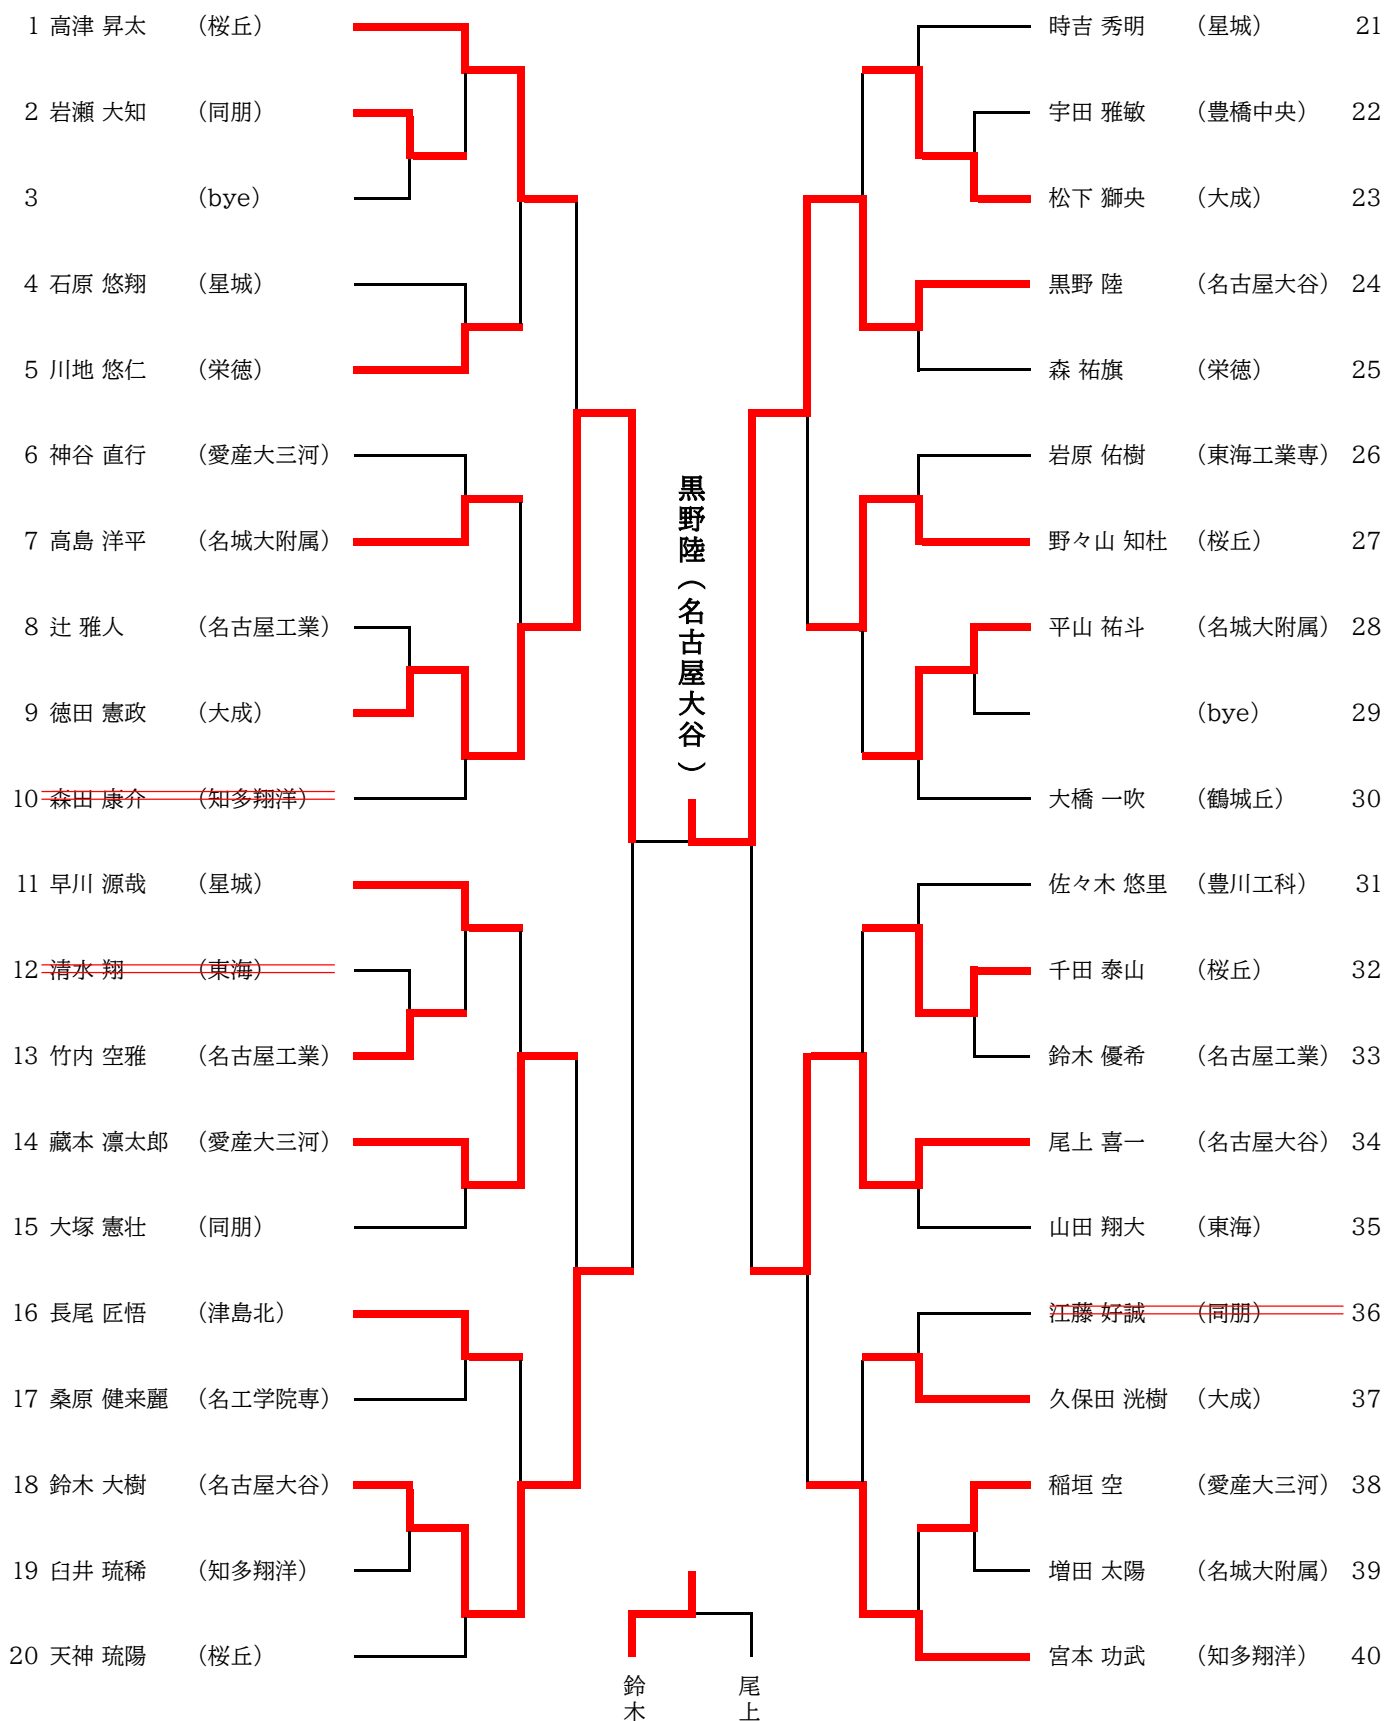 1 高津 昇太 （桜丘）
2 岩瀬 大知 （同朋）
3 （bye）
4 石原 悠翔 （星城）
5 川地 悠仁 （栄徳）
6 神谷 直行 （愛産大三河）
7 高島 洋平 （名城大附属）
8 辻 雅人 （名古屋工業）
9 徳田 憲政 （大成）
10 森田 康介 （知多翔洋）
11 早川 源哉 （星城）
12 清水 翔 （東海）
13 竹内 空雅 （名古屋工業）
14 藏本 凛太郎 （愛産大三河）
15 大塚 憲壮 （同朋）
16 長尾 匠悟 （津島北）
17 桑原 健来麗 （名工学院専）
18 鈴木 大樹 （名古屋大谷）
19 臼井 琉稀 （知多翔洋）
20 天神 琉陽 （桜丘）
黒野陸（名古屋大谷）
鈴木
尾上
時吉 秀明 （星城） 21
宇田 雅敏 （豊橋中央） 22
松下 獅央 （大成） 23
黒野 陸 （名古屋大谷） 24
森 祐旗 （栄徳） 25
岩原 佑樹 （東海工業専） 26
野々山 知杜 （桜丘） 27
平山 祐斗 （名城大附属） 28
（bye） 29
大橋 一吹 （鶴城丘） 30
佐々木 悠里 （豊川工科） 31
千田 泰山 （桜丘） 32
鈴木 優希 （名古屋工業） 33
尾上 喜一 （名古屋大谷） 34
山田 翔大 （東海） 35
江藤 好誠 （同朋） 36
久保田 洸樹 （大成） 37
稲垣 空 （愛産大三河） 38
増田 太陽 （名城大附属） 39
宮本 功武 （知多翔洋） 40